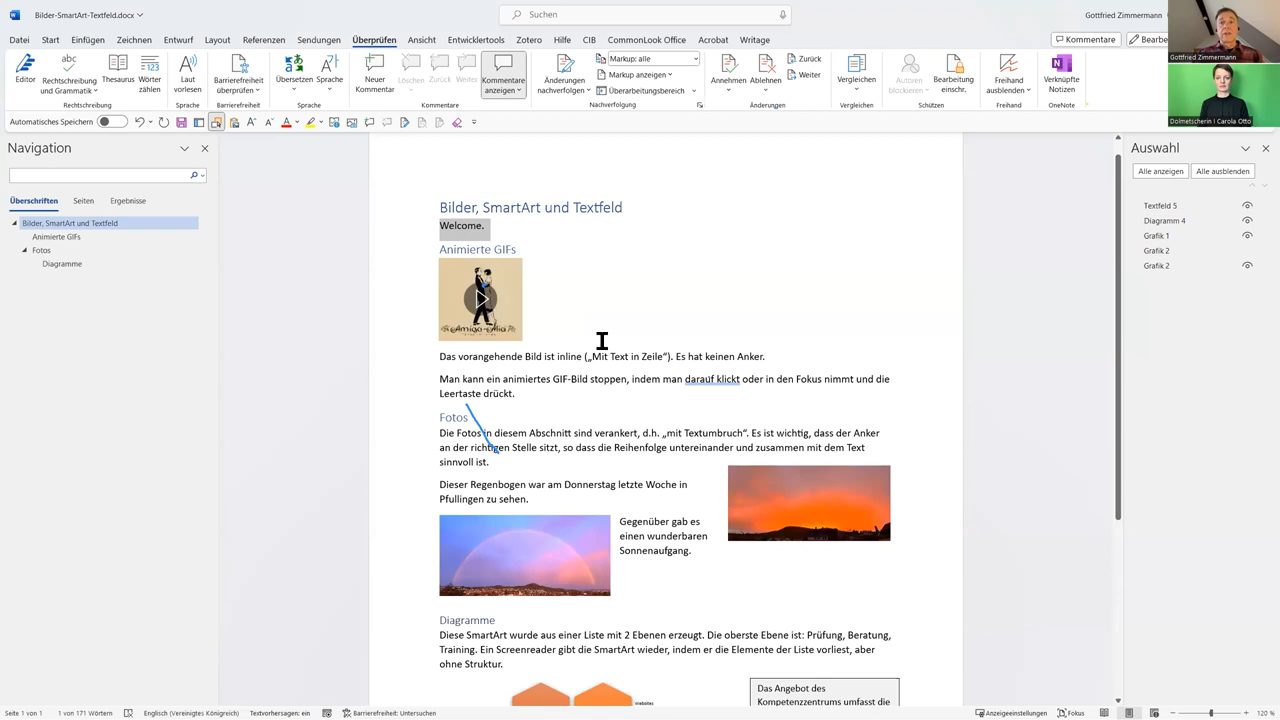 Bilder-SmartArt-Textfeld.docx
Suchen
Gottfried Zimmermann
Datei Start Einfügen Zeichnen Entwurf Layout Referenzen Sendungen Überprüfen Ansicht Entwicklertools Zotero Hilfe CIB CommonLook Office Acrobat Writage
Kommentare
Bearbe
Editor
Rechtschreibung und Grammatik
Thesaurus
Wörter zählen
Rechtschreibung
Laut vorlesen
Sprache
Barrierefreiheit überprüfen
Barrierefreiheit
Übersetzen
Sprache
Sprache
Neuer Kommentar
Löschen
Zurück
Weiter
Kommentare anzeigen
Kommentare
Änderungen nachverfolgen
Markup: alle
Markup anzeigen
Überarbeitungsbereich
Nachverfolgung
Annehmen
Ablehnen
Zurück
Weiter
Änderungen
Vergleichen
Vergleichen
Autoren blockieren
Bearbeitung einschr.
Schützen
Freihand ausblenden
Freihand
Verknüpfte Notizen
OneNote
Gottfried Zimmermann
Dolmetscherin I Carola Otto
Automatisches Speichern
Navigation
Überschriften Seiten Ergebnisse
Bilder, SmartArt und Textfeld
Animierte GIFs
Fotos
Diagramme
Bilder, SmartArt und Textfeld
Welcome.
Animierte GIFs
Amigo-Mia
Das vorangehende Bild ist inline („Mit Text in Zeile“). Es hat keinen Anker.
Man kann ein animiertes GIF-Bild stoppen, indem man darauf klickt oder in den Fokus nimmt und die
Leertaste drückt.
Fotos
Die Fotos in diesem Abschnitt sind verankert, d.h. „mit Textumbruch“. Es ist wichtig, dass der Anker
an der richtigen Stelle sitzt, so dass die Reihenfolge untereinander und zusammen mit dem Text
sinnvoll ist.
Dieser Regenbogen war am Donnerstag letzte Woche in
Pfullingen zu sehen.
Gegenüber gab es
einen wunderbaren
Sonnenaufgang.
Diagramme
Diese SmartArt wurde aus einer Liste mit 2 Ebenen erzeugt. Die oberste Ebene ist: Prüfung, Beratung,
Training. Ein Screenreader gibt die SmartArt wieder, indem er die Elemente der Liste vorliest, aber
ohne Struktur.
Websites
Das Angebot des
Kompetenzzentrums umfasst die
Auswahl
Alle anzeigen
Alle ausblenden
Textfeld 5
Diagramm 4
Grafik 1
Grafik 2
Grafik 2
Seite 1 von 1 1 von 171 Wörtern Englisch (Vereinigtes Königreich) Textvorhersagen: ein Barrierefreiheit: Untersuchen
Anzeigeeinstellungen Fokus 120 %